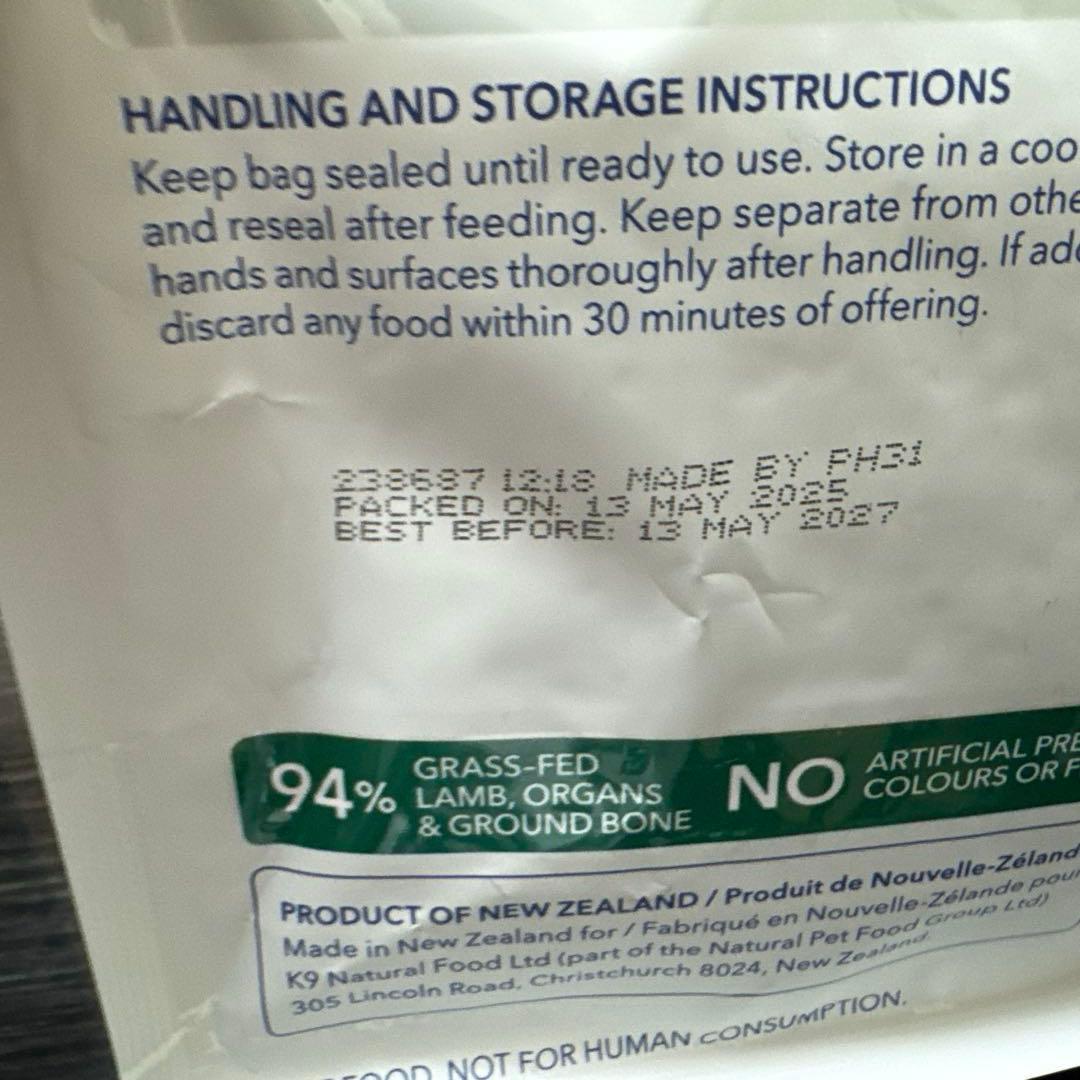 HANDLING AND STORAGE INSTRUCTIONS
Keep bag sealed until ready to use. Store in a coo
and reseal after feeding. Keep separate from othe
hands and surfaces thoroughly after handling. If ad
discard any food within 30 minutes of offering.
238687 12:18 MADE BY PH31
PACKED ON: 13 MAY 2025
BEST BEFORE: 13 MAY 2027
94% GRASS-FED
LAMB, ORGANS
& GROUND BONE
NO ARTIFICIAL PRE
COLOURS OR F
PRODUCT OF NEW ZEALAND / Produit de Nouvelle-Zéland
Made in New Zealand for / Fabriqué en Nouvelle-Zélande pour
K9 Natural Food Ltd (part of the Natural Pet Food Group Ltd)
305 Lincoln Road, Christchurch 8024, New Zealand.
FOOD NOT FOR HUMAN CONSUMPTION.